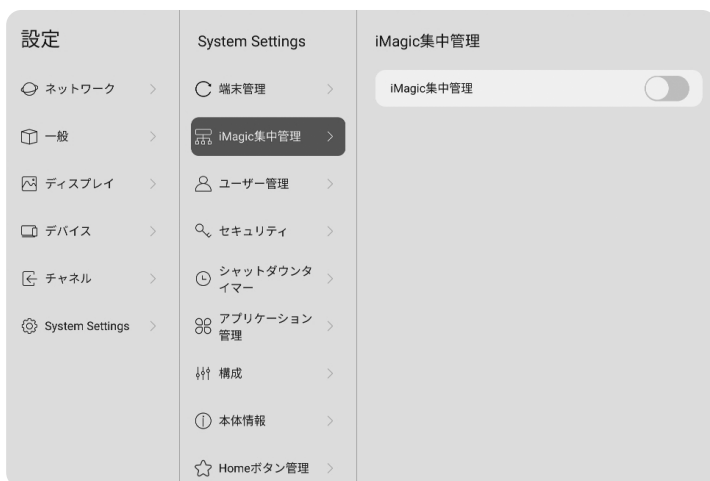 設定
ネットワーク
一般
ディスプレイ
デバイス
チャネル
System Settings
System Settings
端末管理
iMagic集中管理
ユーザー管理
セキュリティ
シャットダウンタ
イマー
アプリケーション
管理
構成
本体情報
Homeボタン管理
iMagic集中管理
iMagic集中管理